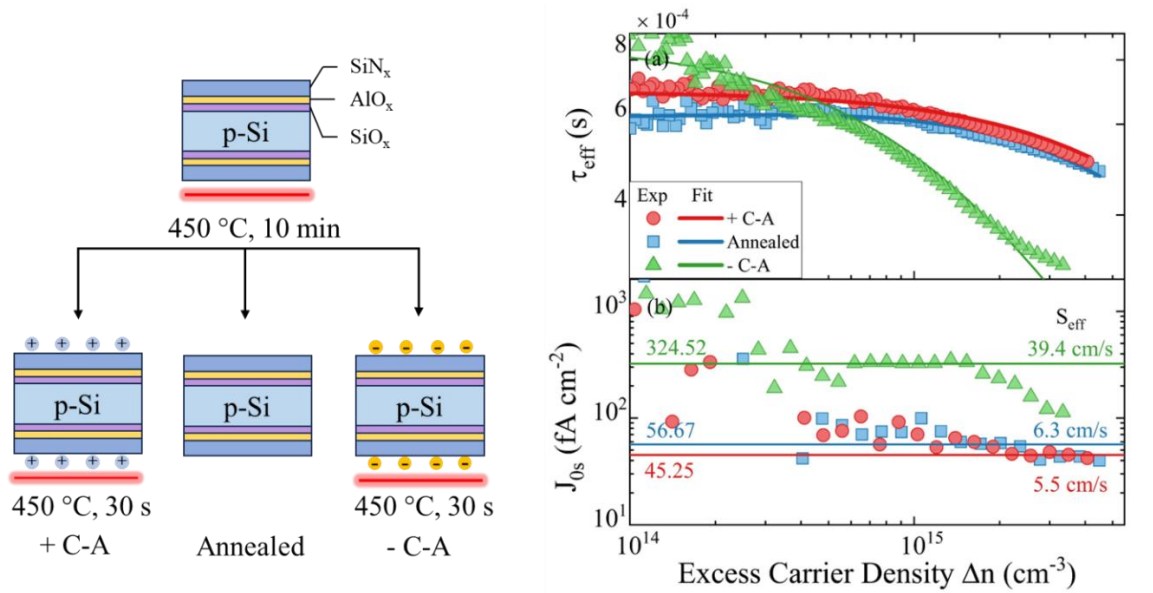 SiNₓ
AlOₓ
SiOₓ
p-Si
450 °C, 10 min
+ + + +
- - - -
p-Si
p-Si
p-Si
+ + + +
- - - -
450 °C, 30 s
450 °C, 30 s
+ C-A
Annealed
- C-A
× 10⁻⁴
8
(a)
6
4
τeff (s)
Exp Fit
+ C-A
Annealed
- C-A
10³
(b)
Seff
324.52
39.4 cm/s
10²
56.67
6.3 cm/s
45.25
5.5 cm/s
10¹
J₀ₛ (fA cm⁻²)
10¹⁴
10¹⁵
Excess Carrier Density Δn (cm⁻³)